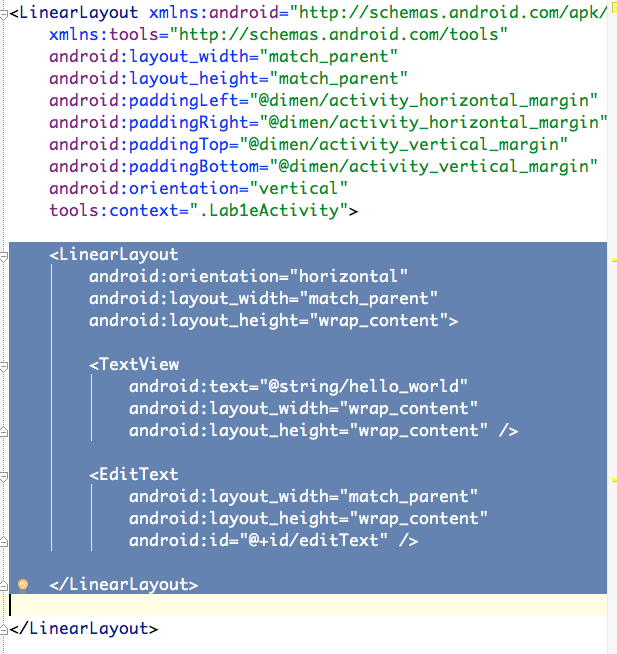 <LinearLayout xmlns:android="http://schemas.android.com/apk/
    xmlns:tools="http://schemas.android.com/tools"
    android:layout_width="match_parent"
    android:layout_height="match_parent"
    android:paddingLeft="@dimen/activity_horizontal_margin"
    android:paddingRight="@dimen/activity_horizontal_margin"
    android:paddingTop="@dimen/activity_vertical_margin"
    android:paddingBottom="@dimen/activity_vertical_margin"
    android:orientation="vertical"
    tools:context=".Lab1eActivity">
    <LinearLayout
        android:orientation="horizontal"
        android:layout_width="match_parent"
        android:layout_height="wrap_content">
        <TextView
            android:text="@string/hello_world"
            android:layout_width="wrap_content"
            android:layout_height="wrap_content" />
        <EditText
            android:layout_width="match_parent"
            android:layout_height="wrap_content"
            android:id="@+id/editText" />
    </LinearLayout>
</LinearLayout>